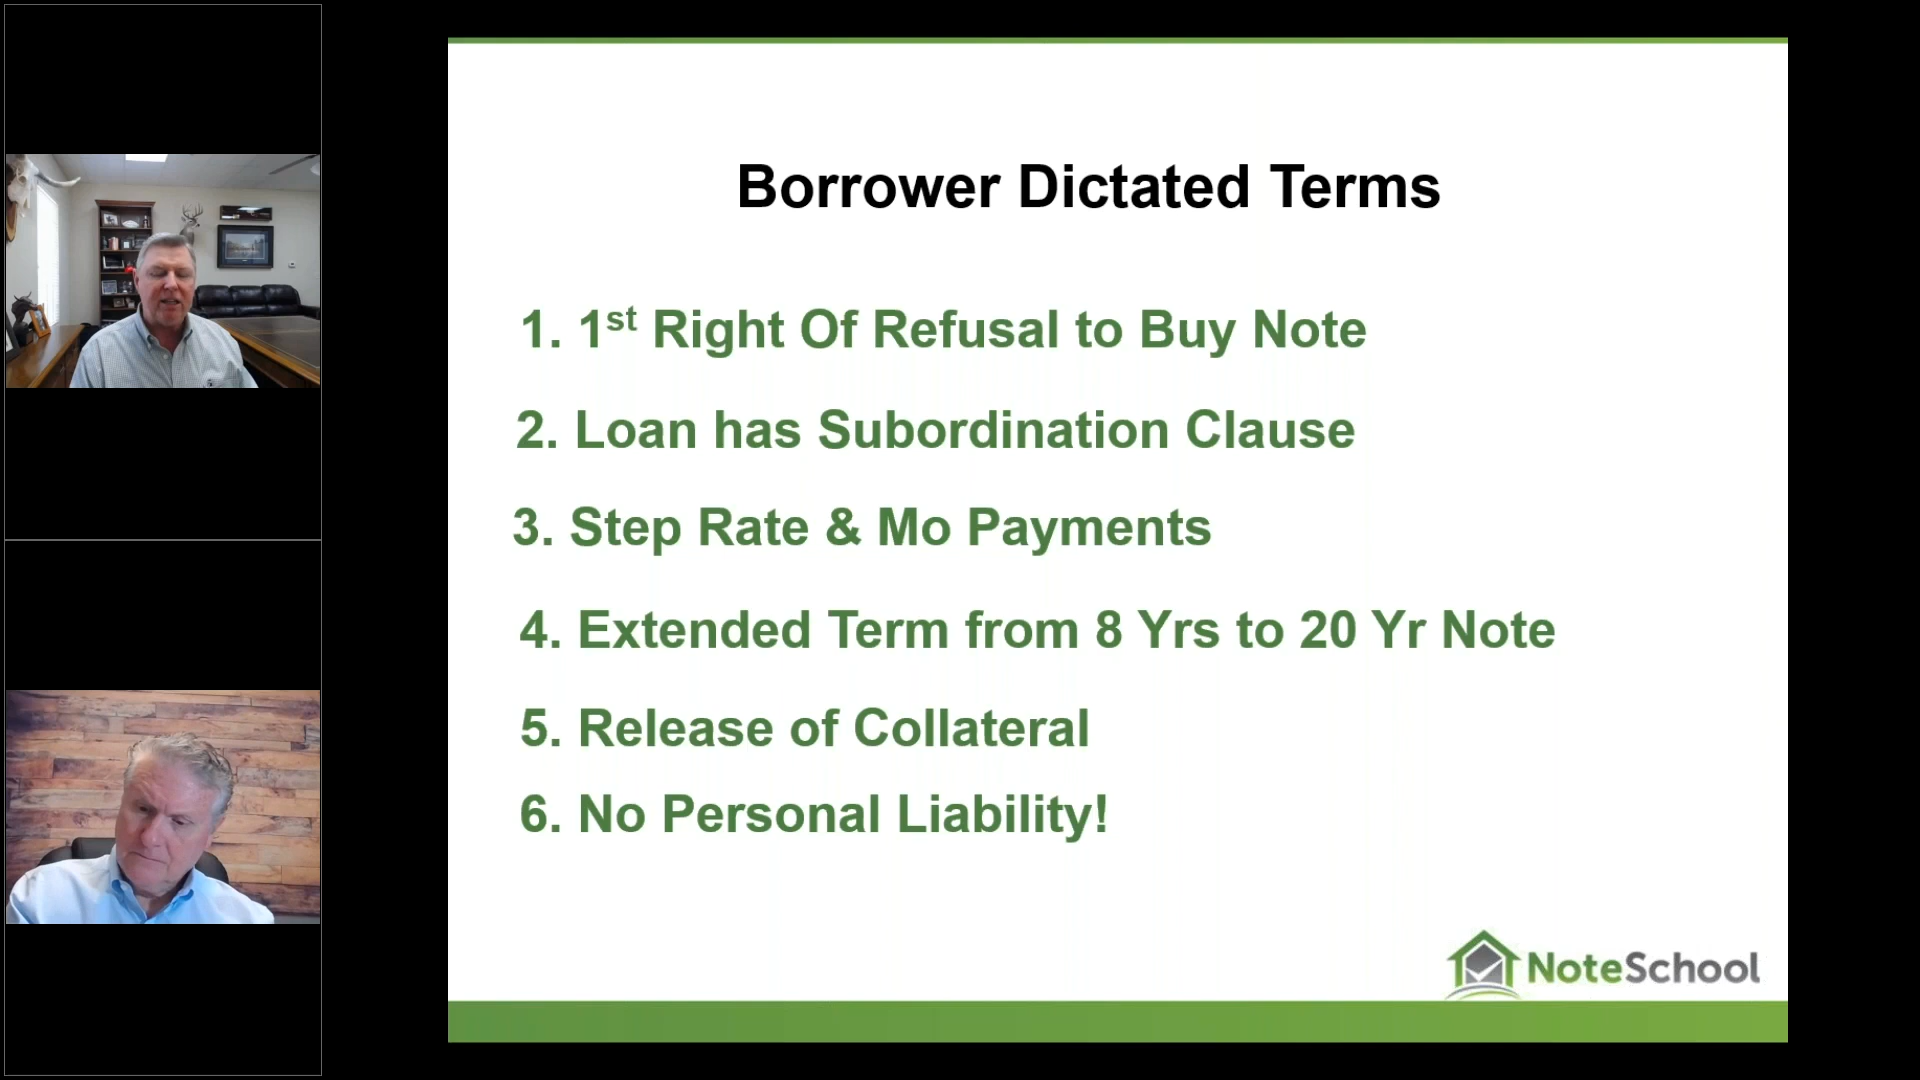 Borrower Dictated Terms
1. 1st Right Of Refusal to Buy Note
2. Loan has Subordination Clause
3. Step Rate & Mo Payments
4. Extended Term from 8 Yrs to 20 Yr Note
5. Release of Collateral
6. No Personal Liability!
NoteSchool